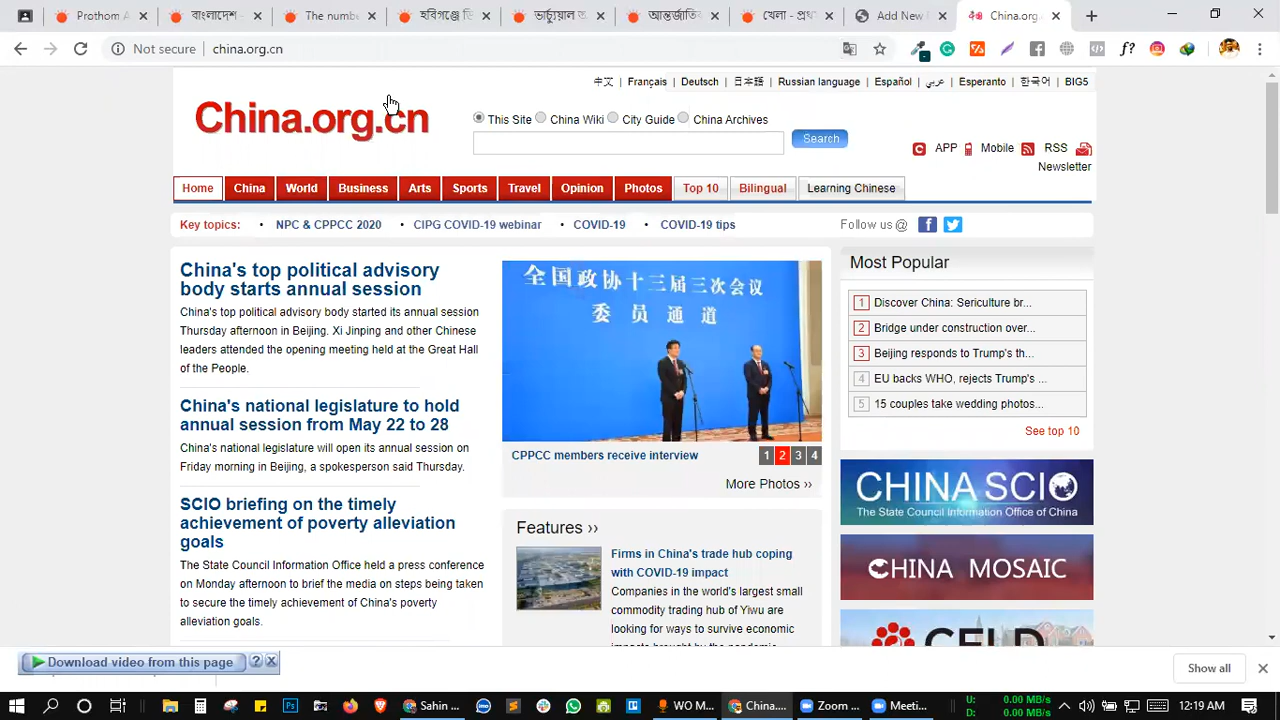 Prothom A
বাংলাদেশ
The numb
হবিগঞ্জে ছি
ভার্চ্যুয়াল অ
আন্তর্জাতিক
খেলা - প্রথ
Add New
China.org.
Not secure | china.org.cn
中文 | Français | Deutsch | 日本語 | Russian language | Español | عربي | Esperanto | 한국어 | BIG5
China.org.cn
This Site China Wiki City Guide China Archives
Search
APP Mobile RSS
Newsletter
Home China World Business Arts Sports Travel Opinion Photos Top 10 Bilingual Learning Chinese
Key topics: • NPC & CPPCC 2020 • CIPG COVID-19 webinar • COVID-19 • COVID-19 tips
Follow us @
China's top political advisory
body starts annual session
China's top political advisory body started its annual session
Thursday afternoon in Beijing. Xi Jinping and other Chinese
leaders attended the opening meeting held at the Great Hall
of the People.
China's national legislature to hold
annual session from May 22 to 28
China's national legislature will open its annual session on
Friday morning in Beijing, a spokesperson said Thursday.
SCIO briefing on the timely
achievement of poverty alleviation
goals
The State Council Information Office held a press conference
on Monday afternoon to brief the media on steps being taken
to secure the timely achievement of China's poverty
alleviation goals.
全国政协十三届三次会议
委员通道
CPPCC members receive interview
1 2 3 4
More Photos ››
Features ››
Firms in China's trade hub coping
with COVID-19 impact
Companies in the world's largest small
commodity trading hub of Yiwu are
looking for ways to survive economic
Most Popular
1 Discover China: Sericulture br...
2 Bridge under construction over...
3 Beijing responds to Trump's th...
4 EU backs WHO, rejects Trump's ...
5 15 couples take wedding photos...
See top 10
CHINA SCIO
The State Council Information Office of China
CHINA MOSAIC
CELD
Download video from this page ?
Show all
Sahin ...
WO M...
China....
Zoom ...
Meeti...
U: 0.00 MB/s
D: 0.00 MB/s
12:19 AM